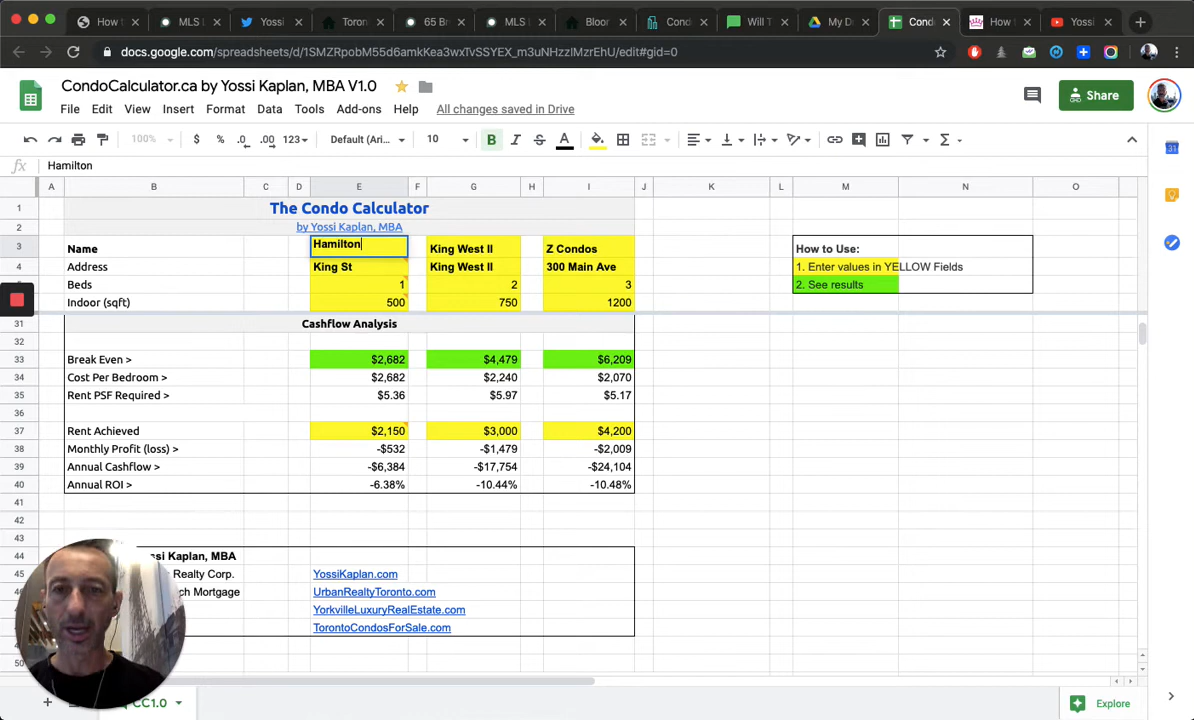 How t
MLS L
Yossi
Toron
65 Br
MLS L
Bloor
Condo
Will T
My D
Condo
How t
Yossi
docs.google.com/spreadsheets/d/1SMZRpobM55d6amkKea3wxTvSSYEX_m3uNHzzIMzrEhU/edit#gid=0
CondoCalculator.ca by Yossi Kaplan, MBA V1.0
File Edit View Insert Format Data Tools Add-ons Help All changes saved in Drive
Share
100% $ % .0 .00 123 Default (Ari... 10 B I S A
fx Hamilton
A B C D E F G H I J K L M N O
1 The Condo Calculator
2 by Yossi Kaplan, MBA
3 Name Hamilton King West II Z Condos How to Use:
4 Address King St King West II 300 Main Ave 1. Enter values in YELLOW Fields
Beds 1 2 3 2. See results
Indoor (sqft) 500 750 1200
31 Cashflow Analysis
32
33 Break Even > $2,682 $4,479 $6,209
34 Cost Per Bedroom > $2,682 $2,240 $2,070
35 Rent PSF Required > $5.36 $5.97 $5.17
36
37 Rent Achieved $2,150 $3,000 $4,200
38 Monthly Profit (loss) > -$532 -$1,479 -$2,009
39 Annual Cashflow > -$6,384 -$17,754 -$24,104
40 Annual ROI > -6.38% -10.44% -10.48%
41
42
43
44 ssi Kaplan, MBA
45 Realty Corp. YossiKaplan.com
46 ch Mortgage UrbanRealtyToronto.com
YorkvilleLuxuryRealEstate.com
TorontoCondosForSale.com
50
CC1.0
Explore